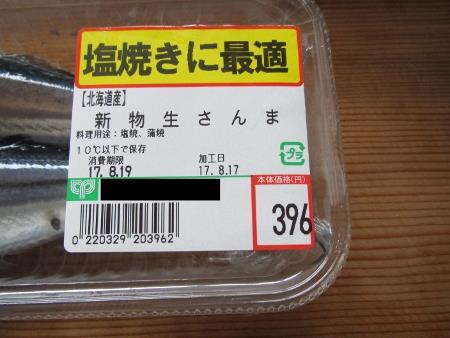 塩焼きに最適
【北海道産】
新物生さんま
料理用途:塩焼、蒲焼
10℃以下で保存
消費期限 加工日
17.8.19 17.8.17
プラ
本体価格(円)
396
0 220329 203962